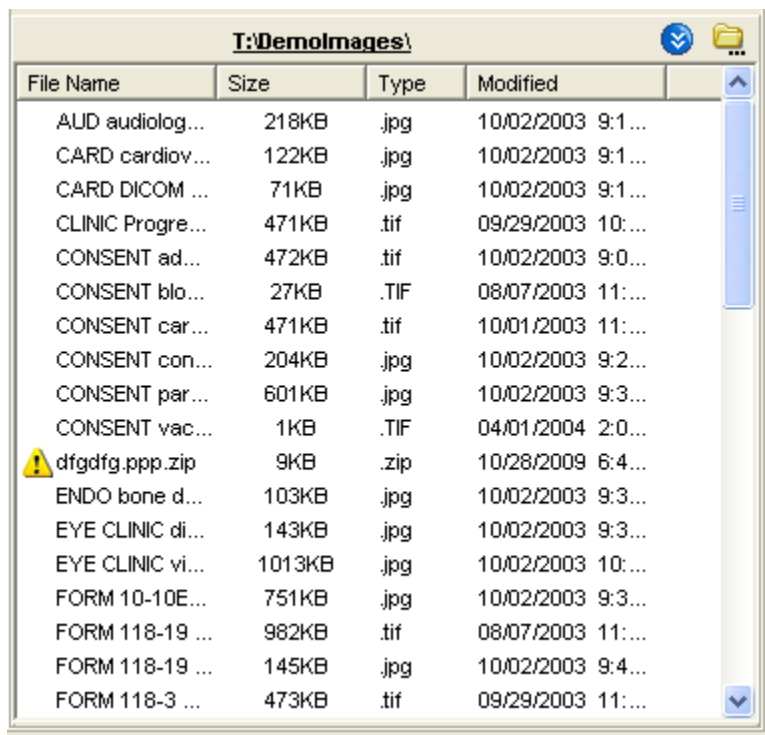 T:\DemoImages\
File Name Size Type Modified
AUD audiolog... 218KB .jpg 10/02/2003 9:1...
CARD cardiov... 122KB .jpg 10/02/2003 9:1...
CARD DICOM ... 71KB .jpg 10/02/2003 9:1...
CLINIC Progre... 471KB .tif 09/29/2003 10:...
CONSENT ad... 472KB .tif 10/02/2003 9:0...
CONSENT blo... 27KB .TIF 08/07/2003 11:...
CONSENT car... 471KB .tif 10/01/2003 11:...
CONSENT con... 204KB .jpg 10/02/2003 9:2...
CONSENT par... 601KB .jpg 10/02/2003 9:3...
CONSENT vac... 1KB .TIF 04/01/2004 2:0...
dfgdfg.ppp.zip 9KB .zip 10/28/2009 6:4...
ENDO bone d... 103KB .jpg 10/02/2003 9:3...
EYE CLINIC di... 143KB .jpg 10/02/2003 9:3...
EYE CLINIC vi... 1013KB .jpg 10/02/2003 10:...
FORM 10-10E... 751KB .jpg 10/02/2003 9:3...
FORM 118-19 ... 982KB .tif 08/07/2003 11:...
FORM 118-19 ... 145KB .jpg 10/02/2003 9:4...
FORM 118-3 ... 473KB .tif 09/29/2003 11:...